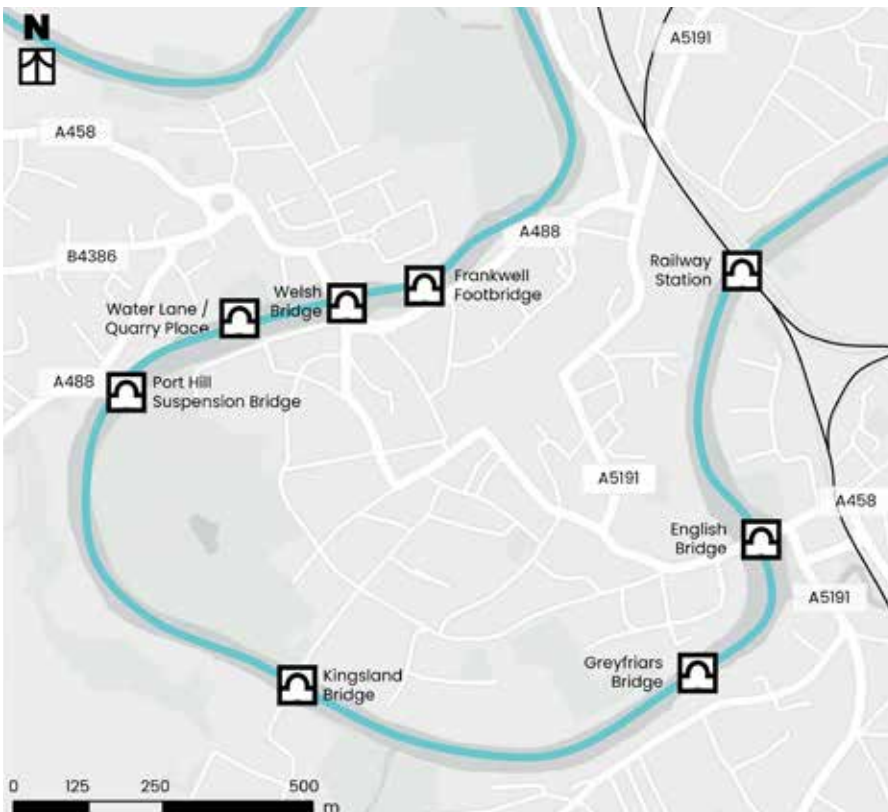 N
A5191
A458
A488
B4386
Railway
Station
Frankwell
Footbridge
Welsh
Bridge
Water Lane /
Quarry Place
A488
Port Hill
Suspension Bridge
A5191
A458
English
Bridge
A5191
Greyfriars
Bridge
Kingsland
Bridge
0 125 250 500
m